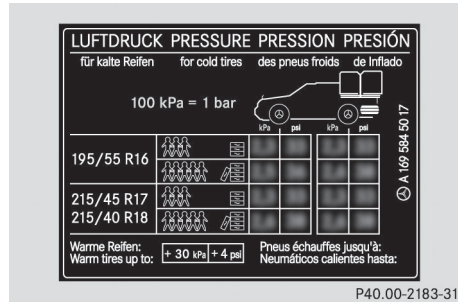 LUFTDRUCK PRESSURE PRESSION PRESIÓN
für kalte Reifen for cold tires des pneus froids de Inflado
100 kPa = 1 bar
kPa psi kPa psi
195/55 R16
215/45 R17
215/40 R18
Warme Reifen:
Warm tires up to:
+ 30 kPa + 4 psi
Pneus échauffes jusqu'à:
Neumáticos calientes hasta:
A 169 584 50 17
P40.00-2183-31